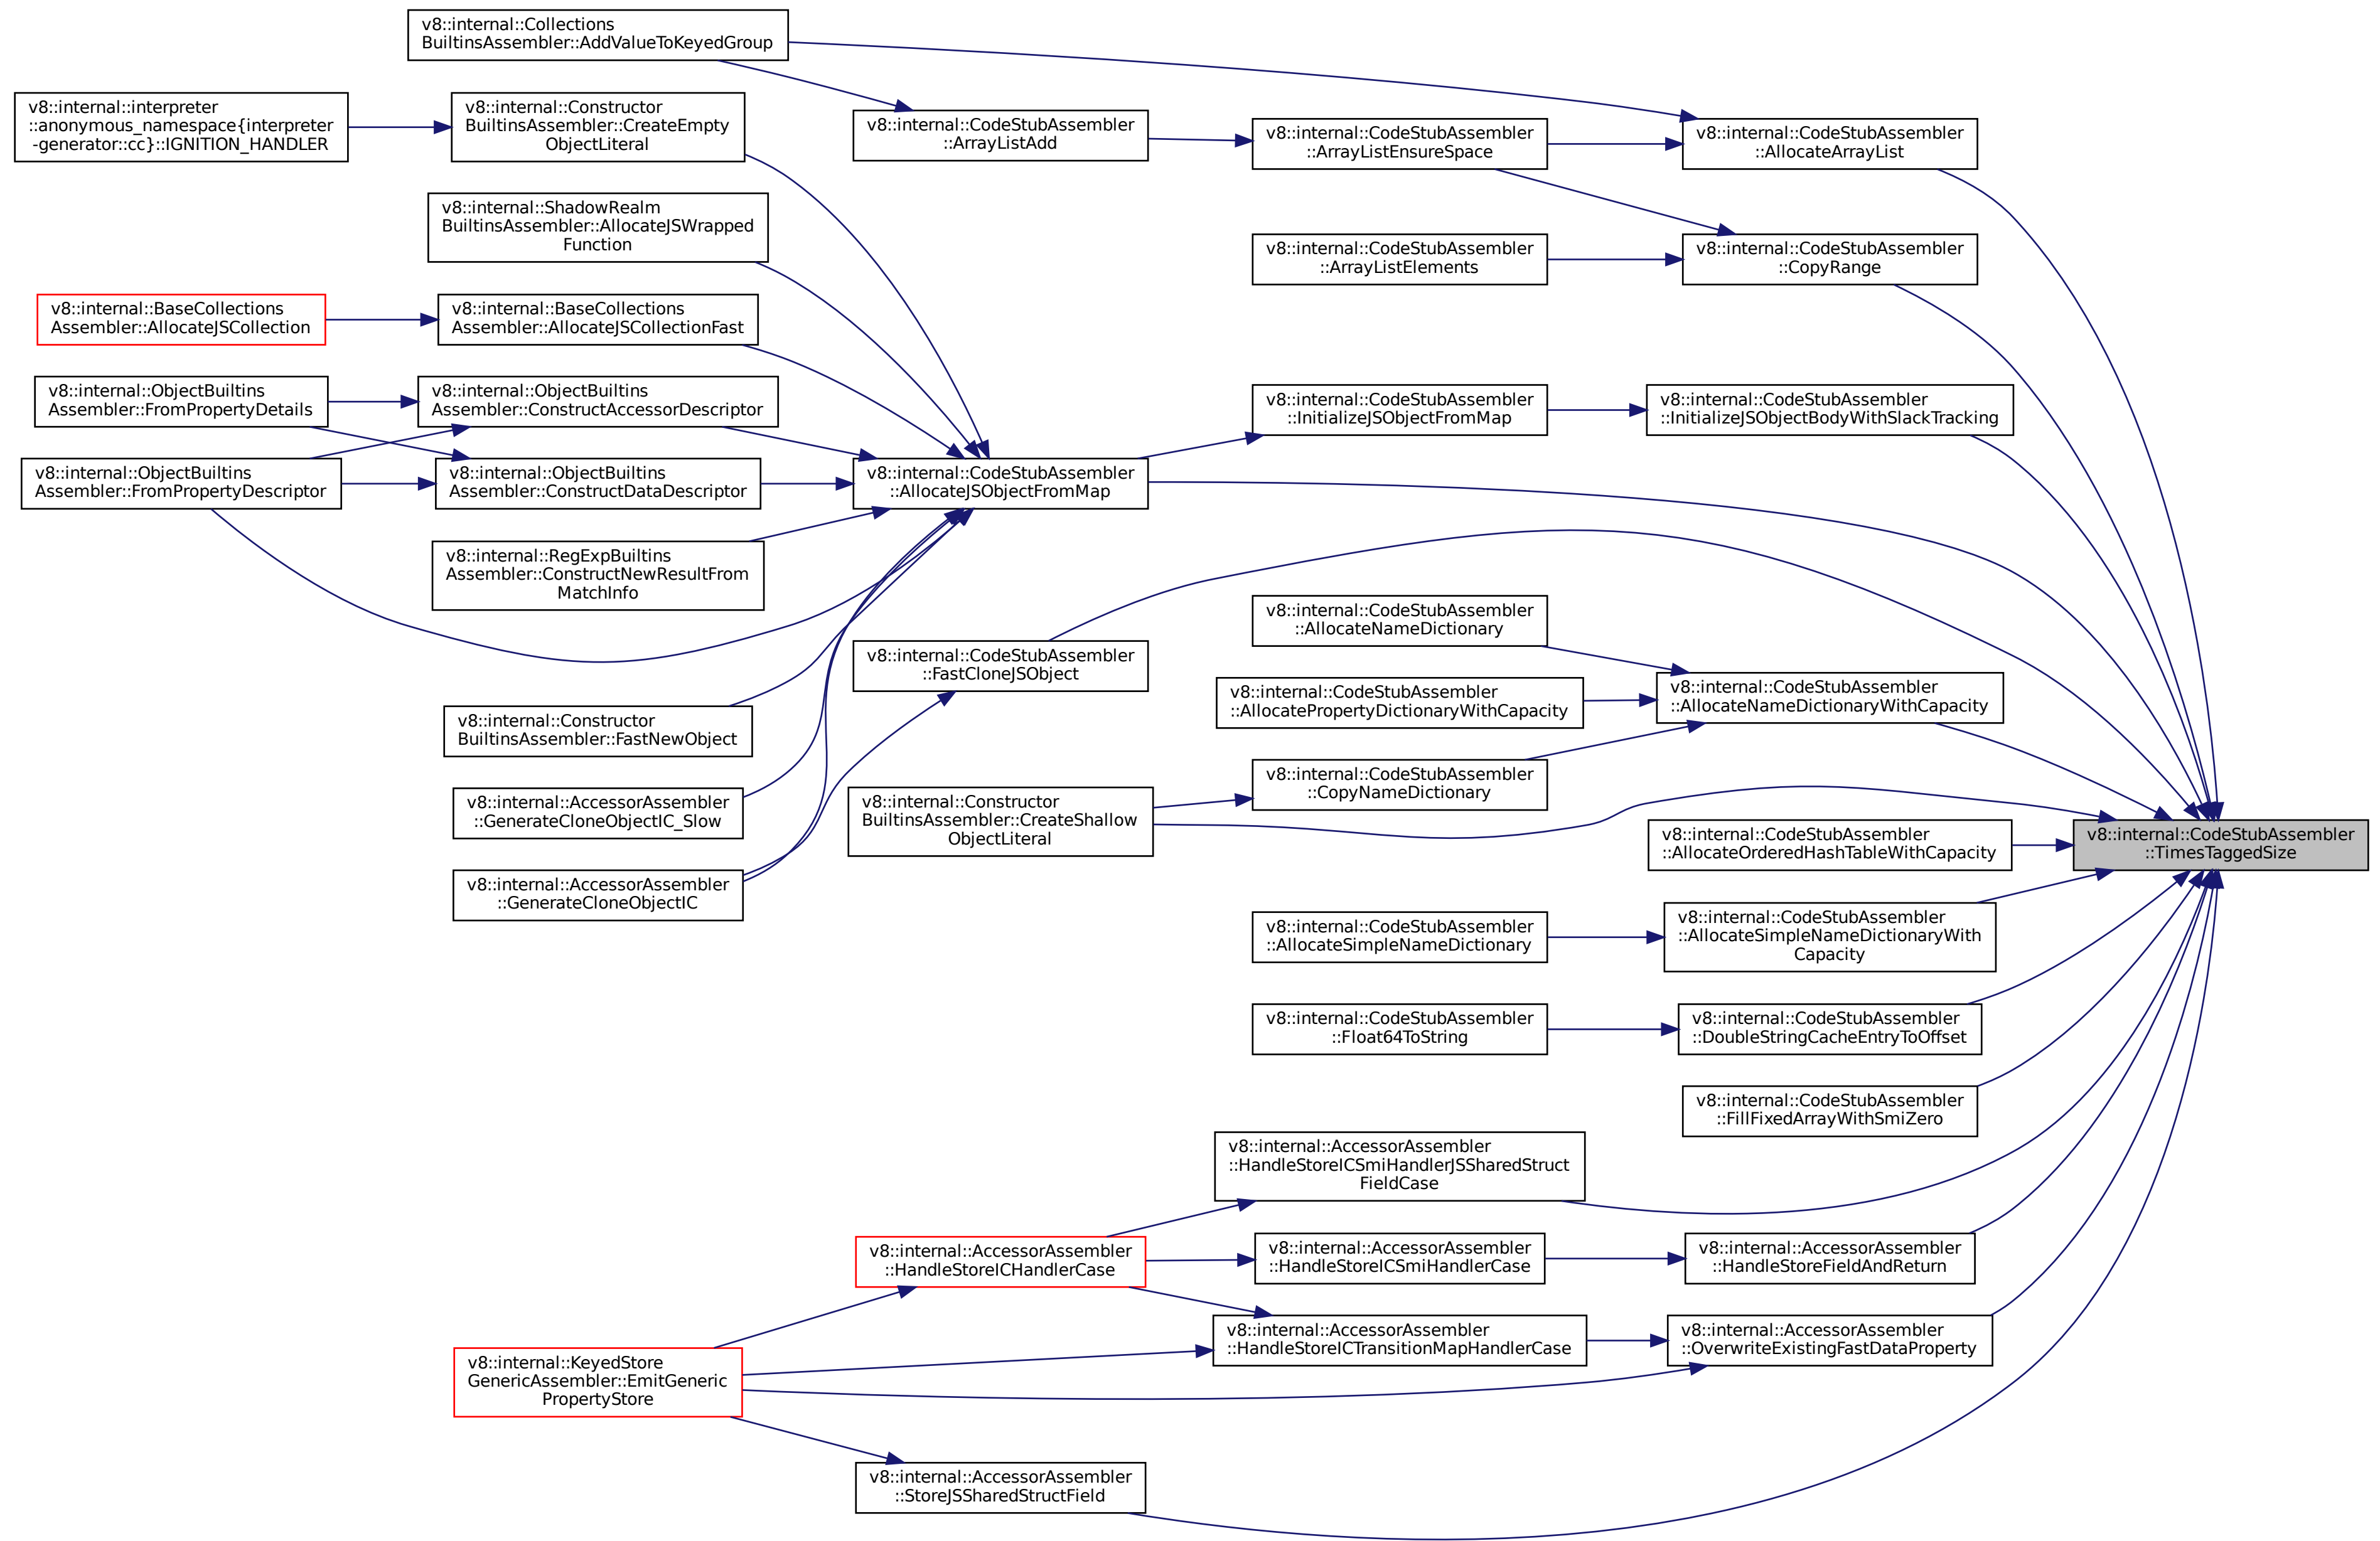 v8::internal::Collections
BuiltinsAssembler::AddValueToKeyedGroup
v8::internal::interpreter
::anonymous_namespace{interpreter
-generator::cc}::IGNITION_HANDLER
v8::internal::Constructor
BuiltinsAssembler::CreateEmpty
ObjectLiteral
v8::internal::CodeStubAssembler
::ArrayListAdd
v8::internal::CodeStubAssembler
::ArrayListEnsureSpace
v8::internal::CodeStubAssembler
::AllocateArrayList
v8::internal::ShadowRealm
BuiltinsAssembler::AllocateJSWrapped
Function
v8::internal::CodeStubAssembler
::ArrayListElements
v8::internal::CodeStubAssembler
::CopyRange
v8::internal::BaseCollections
Assembler::AllocateJSCollection
v8::internal::BaseCollections
Assembler::AllocateJSCollectionFast
v8::internal::ObjectBuiltins
Assembler::FromPropertyDetails
v8::internal::ObjectBuiltins
Assembler::ConstructAccessorDescriptor
v8::internal::CodeStubAssembler
::InitializeJSObjectFromMap
v8::internal::CodeStubAssembler
::InitializeJSObjectBodyWithSlackTracking
v8::internal::ObjectBuiltins
Assembler::FromPropertyDescriptor
v8::internal::ObjectBuiltins
Assembler::ConstructDataDescriptor
v8::internal::CodeStubAssembler
::AllocateJSObjectFromMap
v8::internal::RegExpBuiltins
Assembler::ConstructNewResultFrom
MatchInfo
v8::internal::CodeStubAssembler
::AllocateNameDictionary
v8::internal::CodeStubAssembler
::FastCloneJSObject
v8::internal::CodeStubAssembler
::AllocatePropertyDictionaryWithCapacity
v8::internal::CodeStubAssembler
::AllocateNameDictionaryWithCapacity
v8::internal::Constructor
BuiltinsAssembler::FastNewObject
v8::internal::CodeStubAssembler
::CopyNameDictionary
v8::internal::AccessorAssembler
::GenerateCloneObjectIC_Slow
v8::internal::Constructor
BuiltinsAssembler::CreateShallow
ObjectLiteral
v8::internal::CodeStubAssembler
::AllocateOrderedHashTableWithCapacity
v8::internal::CodeStubAssembler
::TimesTaggedSize
v8::internal::AccessorAssembler
::GenerateCloneObjectIC
v8::internal::CodeStubAssembler
::AllocateSimpleNameDictionary
v8::internal::CodeStubAssembler
::AllocateSimpleNameDictionaryWith
Capacity
v8::internal::CodeStubAssembler
::Float64ToString
v8::internal::CodeStubAssembler
::DoubleStringCacheEntryToOffset
v8::internal::CodeStubAssembler
::FillFixedArrayWithSmiZero
v8::internal::AccessorAssembler
::HandleStoreICSmiHandlerJSSharedStruct
FieldCase
v8::internal::AccessorAssembler
::HandleStoreICHandlerCase
v8::internal::AccessorAssembler
::HandleStoreICSmiHandlerCase
v8::internal::AccessorAssembler
::HandleStoreFieldAndReturn
v8::internal::AccessorAssembler
::HandleStoreICTransitionMapHandlerCase
v8::internal::AccessorAssembler
::OverwriteExistingFastDataProperty
v8::internal::KeyedStore
GenericAssembler::EmitGeneric
PropertyStore
v8::internal::AccessorAssembler
::StoreJSSharedStructField